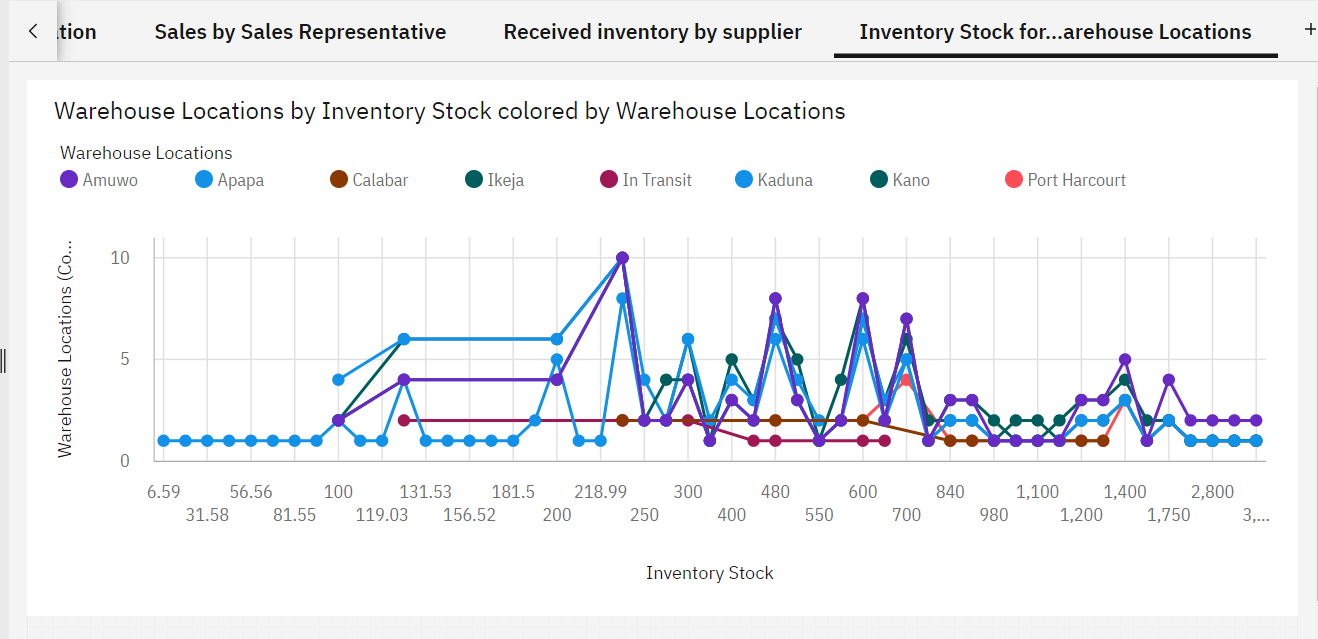 tion
Sales by Sales Representative
Received inventory by supplier
Inventory Stock for...arehouse Locations
+
Warehouse Locations by Inventory Stock colored by Warehouse Locations
Warehouse Locations
Amuwo Apapa Calabar Ikeja In Transit Kaduna Kano Port Harcourt
Warehouse Locations (Co...
10
5
0
6.59 56.56 100 131.53 181.5 218.99 300 480 600 840 1,100 1,400 2,800
31.58 81.55 119.03 156.52 200 250 400 550 700 980 1,200 1,750 3,...
Inventory Stock